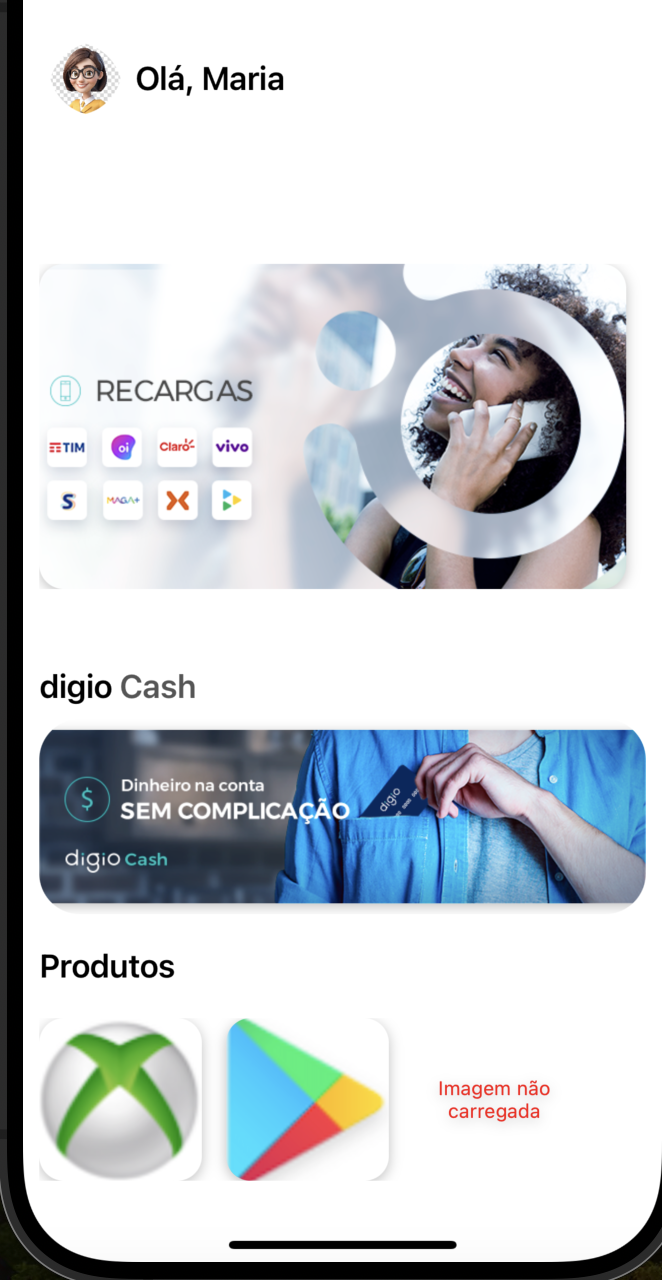 Olá, Maria
RECARGAS
TIM
oi
Claro
vivo
S
MAGA+
digio Cash
Dinheiro na conta
SEM COMPLICAÇÃO
$
digio
digio Cash
Produtos
Imagem não
carregada